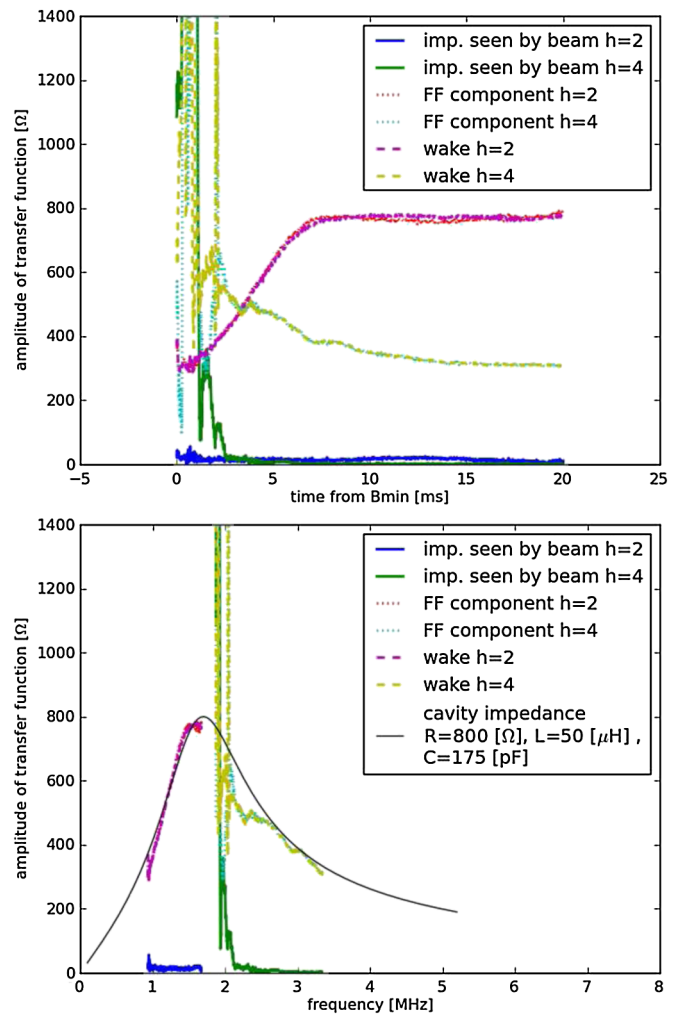 1400
1200
1000
800
600
400
200
0
amplitude of transfer function [Ω]
imp. seen by beam h=2
imp. seen by beam h=4
FF component h=2
FF component h=4
wake h=2
wake h=4
−5 0 5 10 15 20 25
time from Bmin [ms]
1400
1200
1000
800
600
400
200
0
amplitude of transfer function [Ω]
imp. seen by beam h=2
imp. seen by beam h=4
FF component h=2
FF component h=4
wake h=2
wake h=4
cavity impedance
R=800 [Ω], L=50 [μH] ,
C=175 [pF]
0 1 2 3 4 5 6 7 8
frequency [MHz]